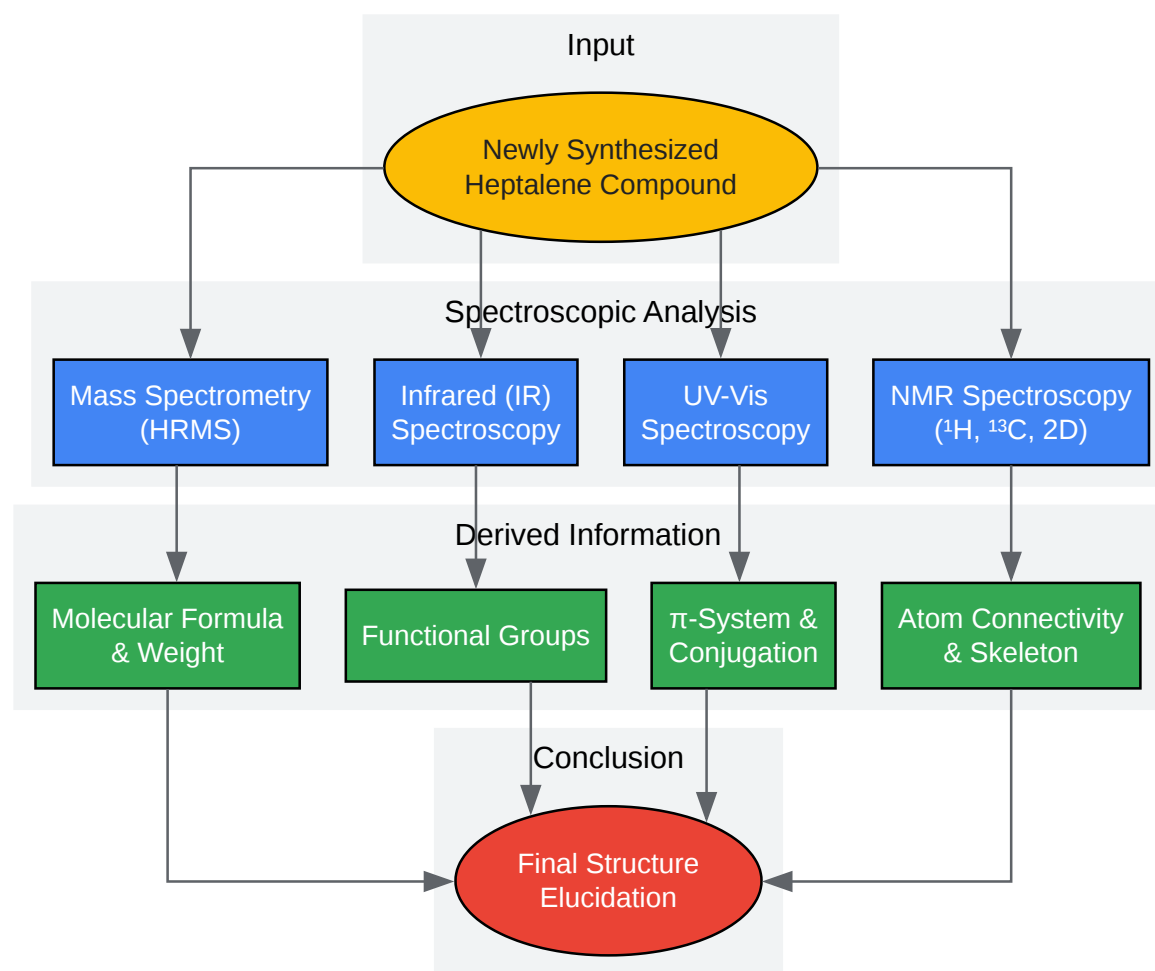 Input
Newly Synthesized
Heptalene Compound
Spectroscopic Analysis
Mass Spectrometry
(HRMS)
Infrared (IR)
Spectroscopy
UV-Vis
Spectroscopy
NMR Spectroscopy
(¹H, ¹³C, 2D)
Derived Information
Molecular Formula
& Weight
Functional Groups
π-System &
Conjugation
Atom Connectivity
& Skeleton
Conclusion
Final Structure
Elucidation